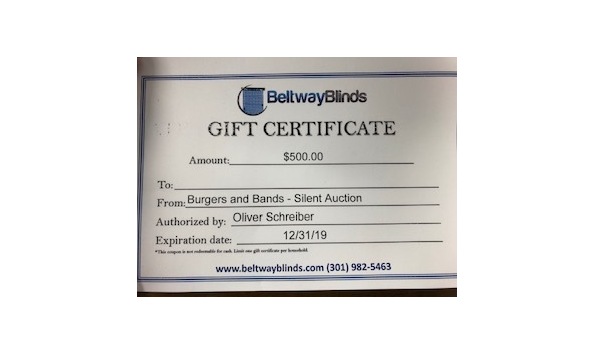 BeltwayBlinds
GIFT CERTIFICATE
Amount: $500.00
To:
From: Burgers and Bands - Silent Auction
Authorized by: Oliver Schreiber
Expiration date: 12/31/19
*This coupon is not redeemable for cash. Limit one gift certificate per household.
www.beltwayblinds.com (301) 982-5463